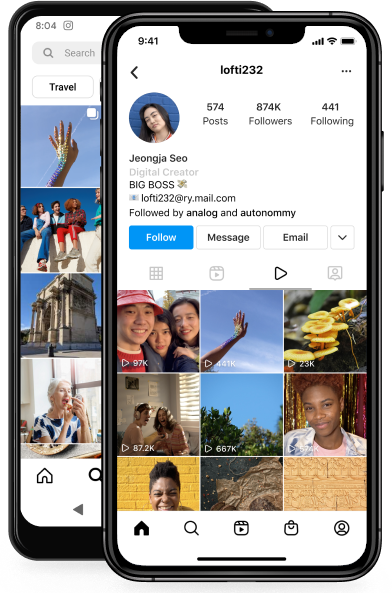 8:04
Search
Travel
9:41
lofti232
574 874K 441
Posts Followers Following
Jeongja Seo
Digital Creator
BIG BOSS 💸
📧 lofti232@ry.mail.com
Followed by analog and autonommy
Follow Message Email
97K 441K 23K
87.2K 667K